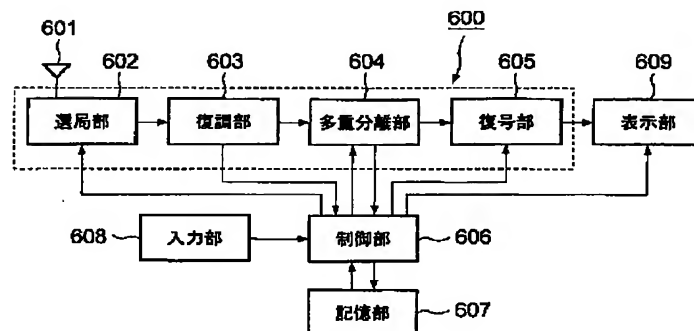 600
601
602
603
604
605
609
選局部
復調部
多重分離部
復号部
表示部
608
入力部
制御部
606
記憶部
607